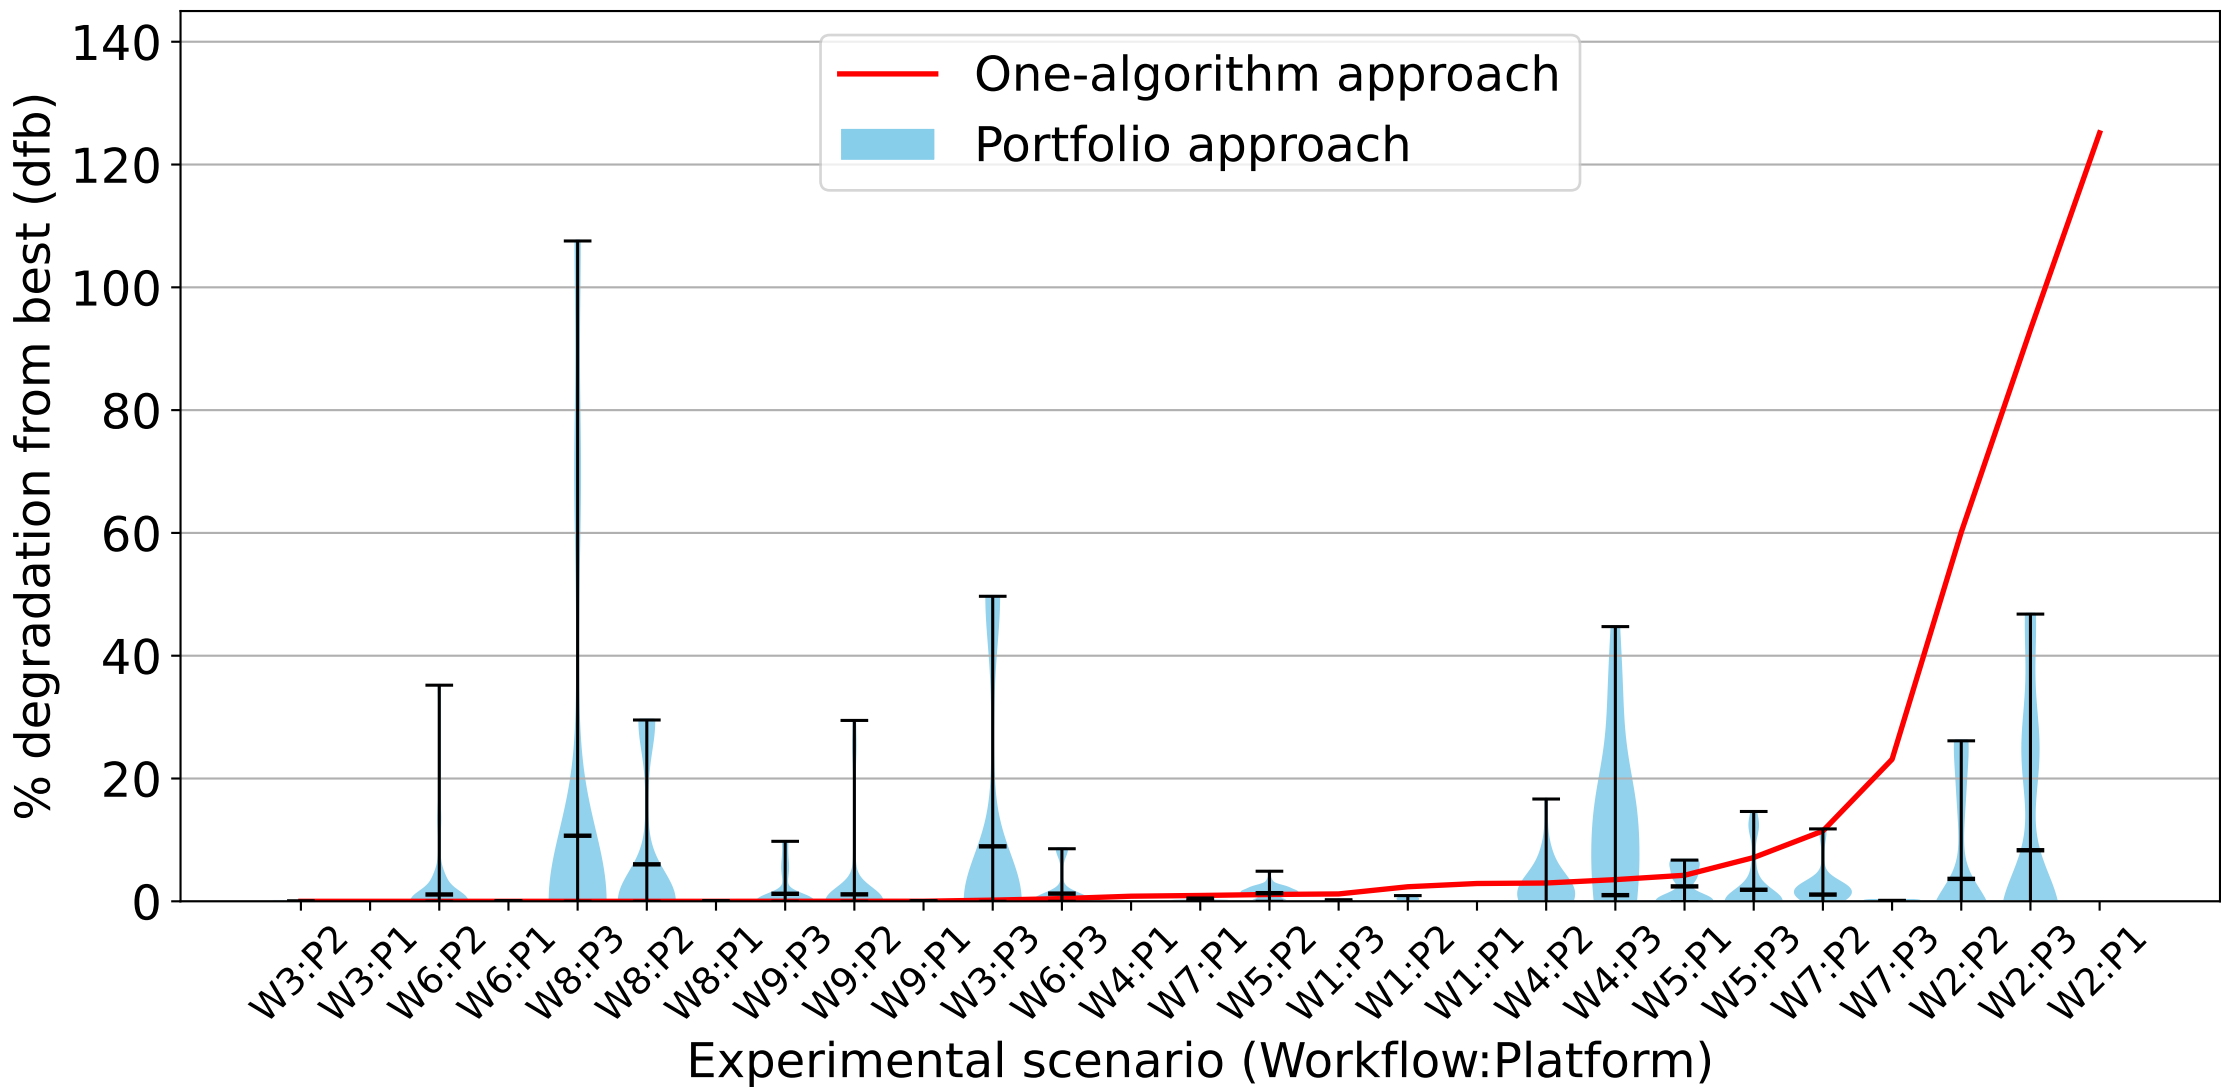 % degradation from best (dfb)
140
120
100
80
60
40
20
0
One-algorithm approach
Portfolio approach
W3:P2
W3:P1
W6:P2
W6:P1
W8:P3
W8:P2
W8:P1
W9:P3
W9:P2
W9:P1
W3:P3
W6:P3
W4:P1
W7:P1
W5:P2
W1:P3
W1:P2
W1:P1
W4:P2
W4:P3
W5:P1
W5:P3
W7:P2
W7:P3
W2:P2
W2:P3
W2:P1
Experimental scenario (Workflow:Platform)